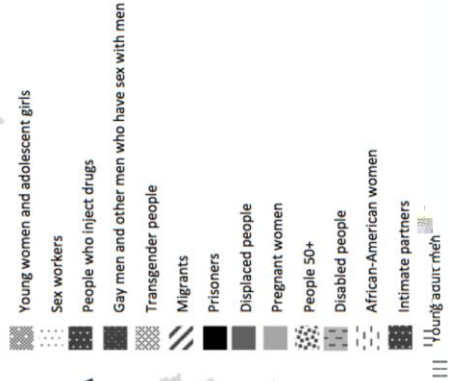 Young women and adolescent girls
Sex workers
People who inject drugs
Gay men and other men who have sex with men
Transgender people
Migrants
Prisoners
Displaced people
Pregnant women
People 50+
Disabled people
African-American women
Intimate partners
Young adult men